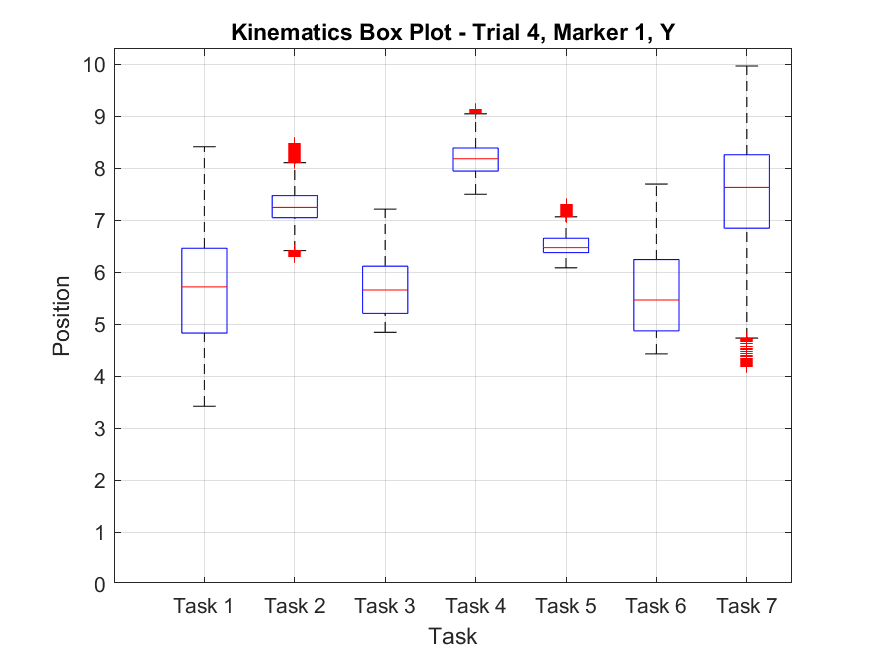 Kinematics Box Plot - Trial 4, Marker 1, Y
10
9
8
7
6
5
4
3
2
1
0
Position
Task 1 Task 2 Task 3 Task 4 Task 5 Task 6 Task 7
Task